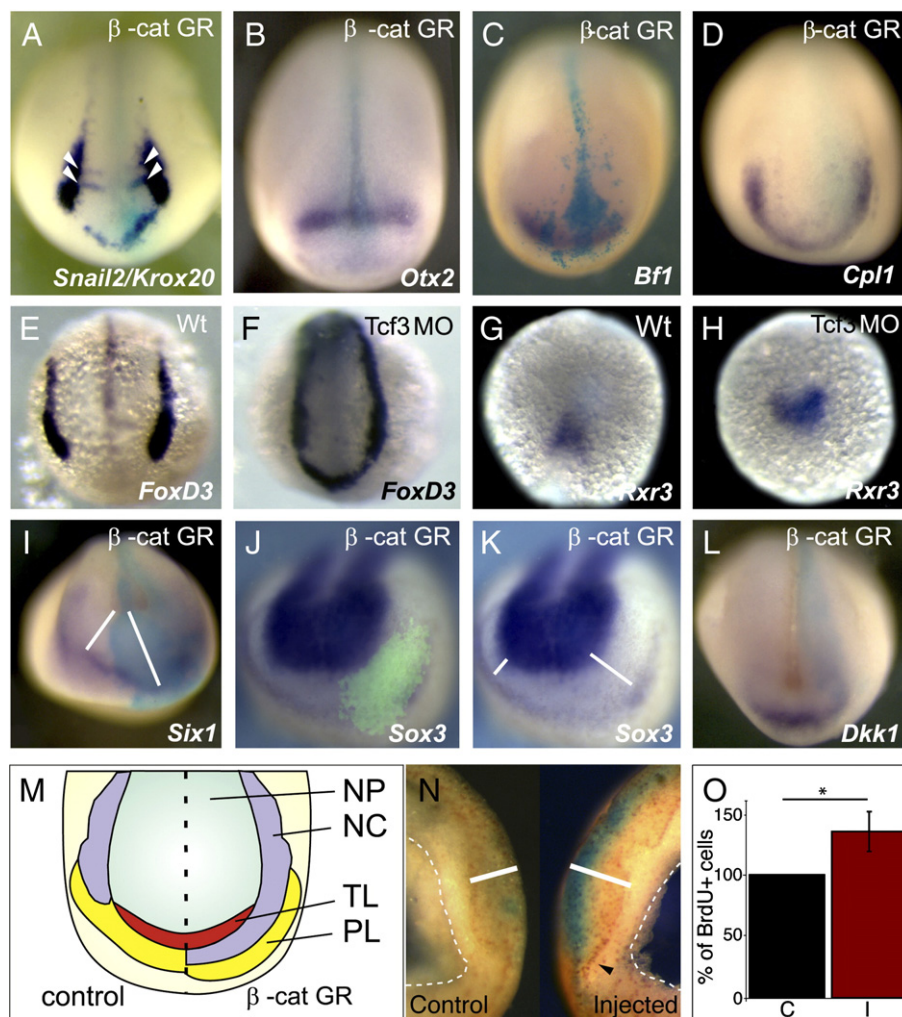 A
β -cat GR
Snail2/Krox20
B
β -cat GR
Otx2
C
β-cat GR
Bf1
D
β-cat GR
Cpl1
E
Wt
FoxD3
F
Tcf3 MO
FoxD3
G
Wt
Rxr3
H
Tcf3 MO
Rxr3
I
β -cat GR
Six1
J
β -cat GR
Sox3
K
β -cat GR
Sox3
L
β -cat GR
Dkk1
M
NP
NC
TL
PL
control
β -cat GR
N
Control
Injected
O
*
% of BrdU+ cells
150
100
50
0
C
I